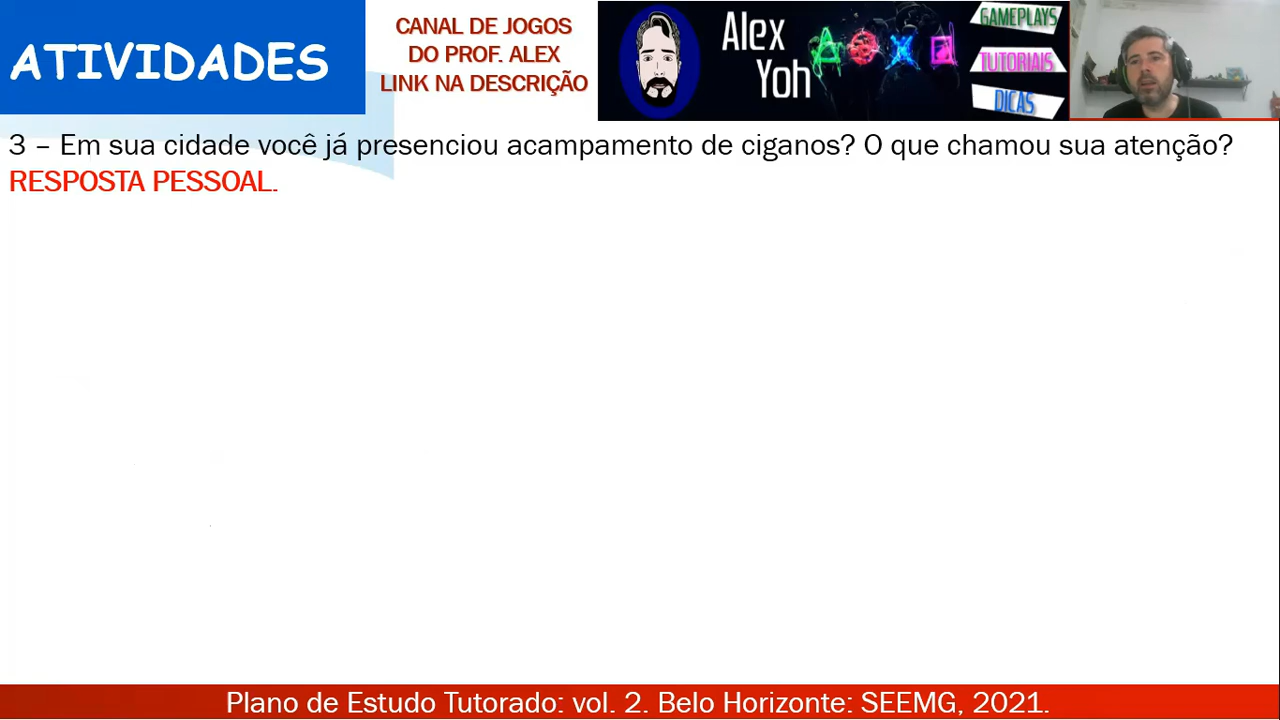 ATIVIDADES
CANAL DE JOGOS
DO PROF. ALEX
LINK NA DESCRIÇÃO
Alex
Yoh
GAMEPLAYS
TUTORIAIS
DICAS
3 – Em sua cidade você já presenciou acampamento de ciganos? O que chamou sua atenção?
RESPOSTA PESSOAL.
Plano de Estudo Tutorado: vol. 2. Belo Horizonte: SEEMG, 2021.